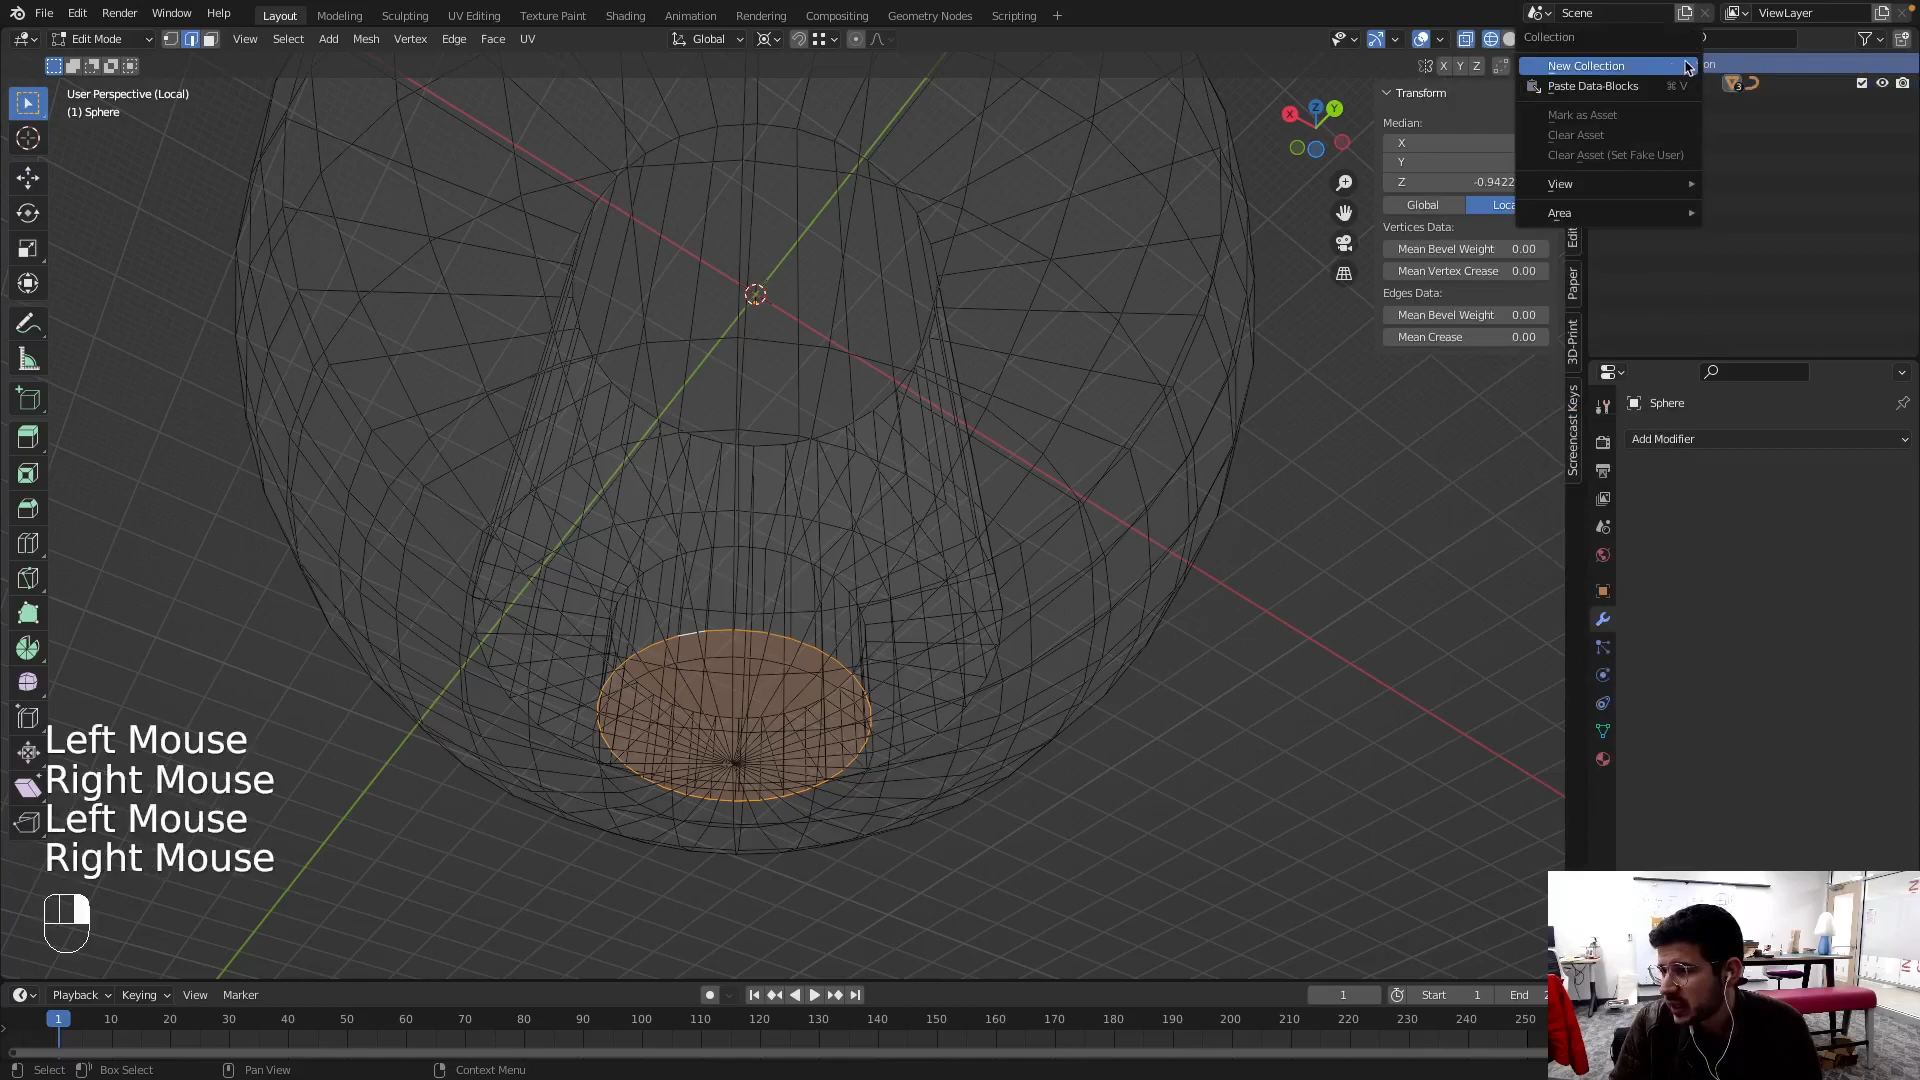 File Edit Render Window Help
Layout Modeling Sculpting UV Editing Texture Paint Shading Animation Rendering Compositing Geometry Nodes Scripting +
Scene
ViewLayer
Edit Mode
View Select Add Mesh Vertex Edge Face UV
Global
X Y Z
User Perspective (Local)
(1) Sphere
Collection
New Collection
Paste Data-Blocks ⌘ V
Mark as Asset
Clear Asset
Clear Asset (Set Fake User)
View
Area
on
3
X Y Z
Transform
Median:
X
Y
Z -0.9422
Global Loc
Vertices Data:
Mean Bevel Weight 0.00
Mean Vertex Crease 0.00
Edges Data:
Mean Bevel Weight 0.00
Mean Crease 0.00
Edit
Paper
3D-Print
Screencast Keys
Sphere
Add Modifier
Left Mouse
Right Mouse
Left Mouse
Right Mouse
Playback Keying View Marker
1
Start 1
End 2
1 10 20 30 40 50 60 70 80 90 100 110 120 130 140 150 160 170 180 190 200 210 220 230 240 250
Select Box Select Pan View Context Menu